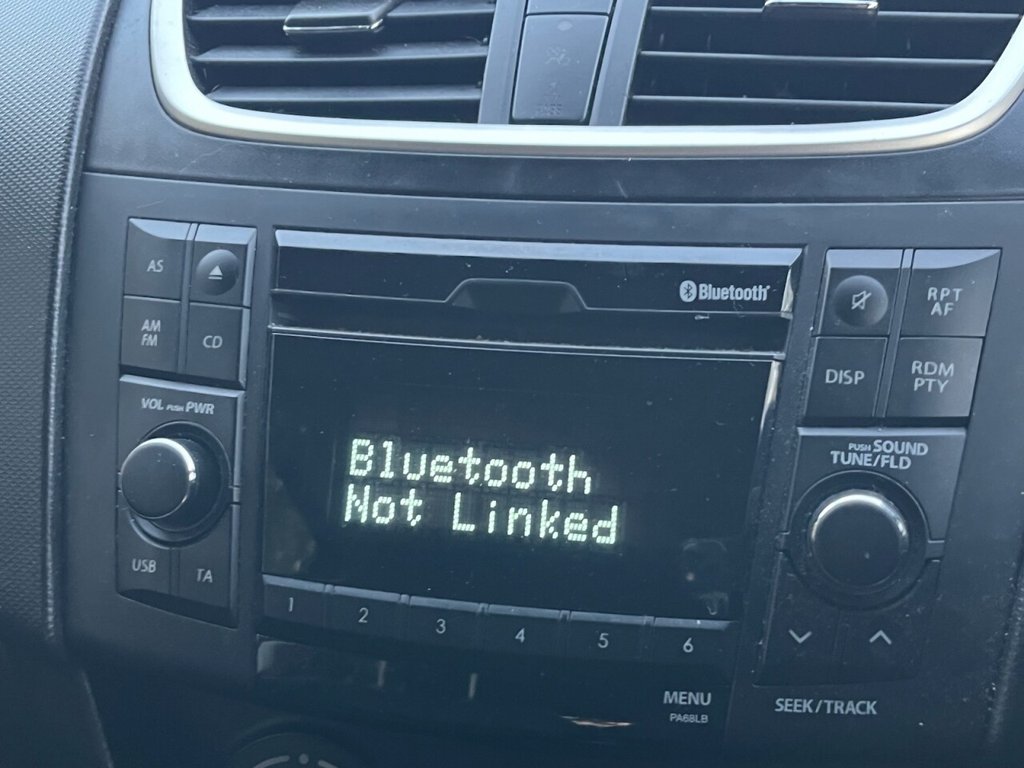 Bluetooth
AS
RPT
AF
AM
FM
CD
DISP
RDM
PTY
VOL PUSH PWR
PUSH SOUND
TUNE/FLD
Bluetooth
Not Linked
USB
TA
1
2
3
4
5
6
MENU
PA68LB
SEEK/TRACK